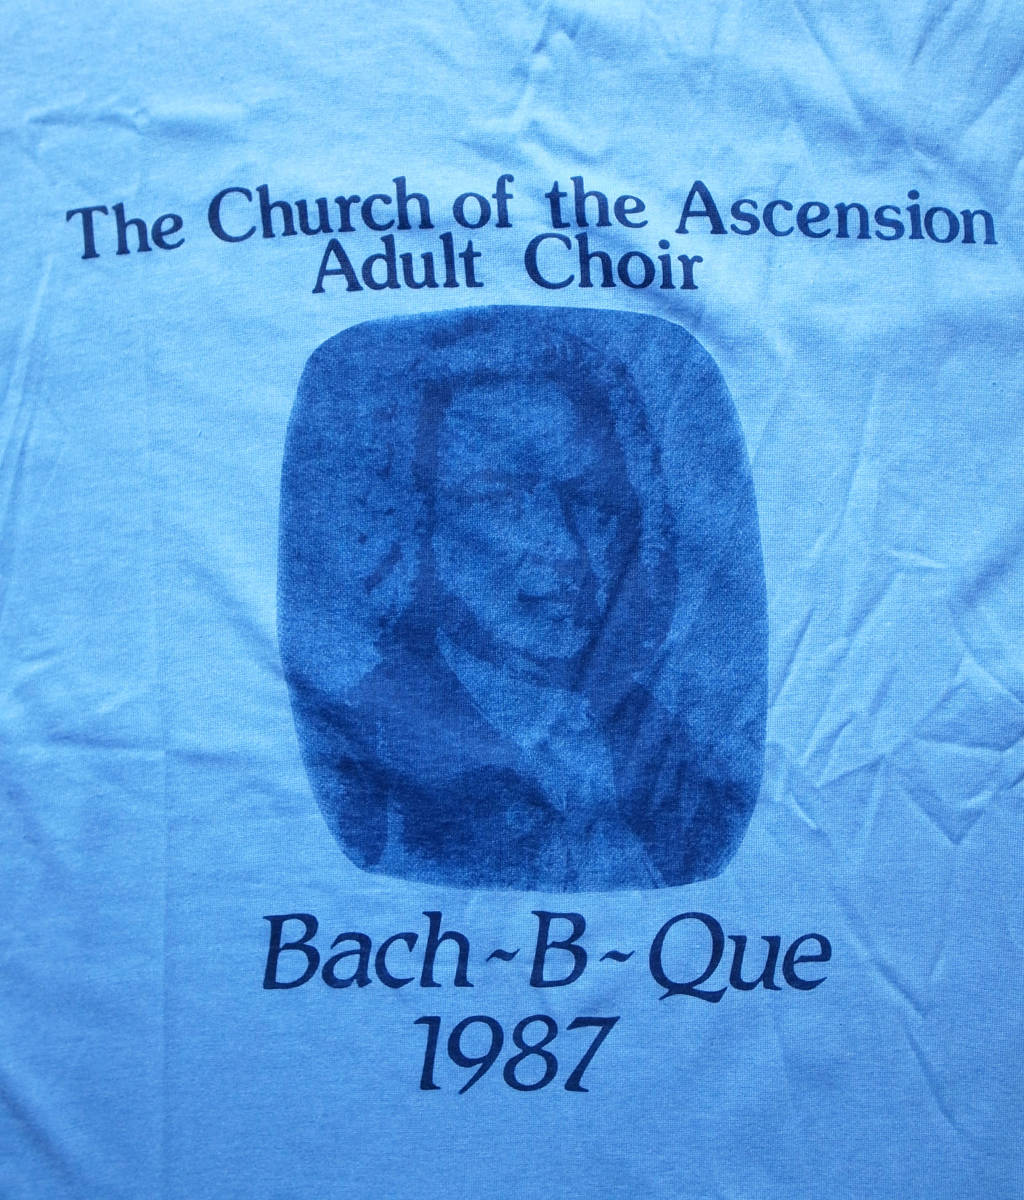 The Church of the Ascension
Adult Choir
Bach~B~Que
1987